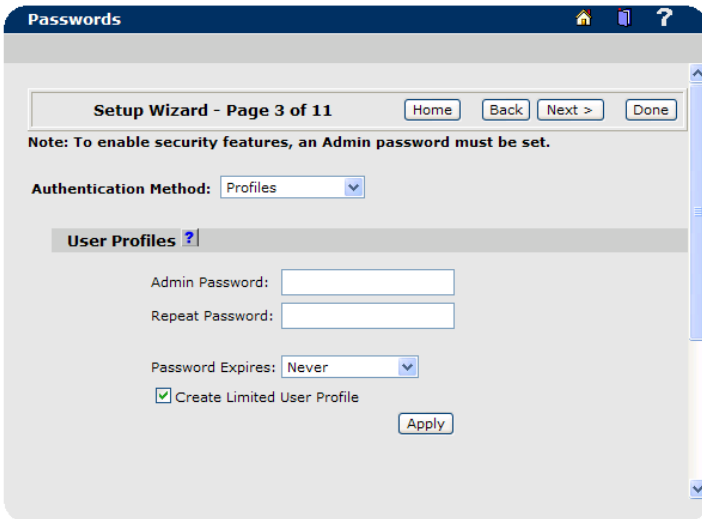 Passwords ?
Setup Wizard - Page 3 of 11 Home Back Next > Done
Note: To enable security features, an Admin password must be set.
Authentication Method: Profiles
User Profiles ?
Admin Password:
Repeat Password:
Password Expires: Never
Create Limited User Profile
Apply